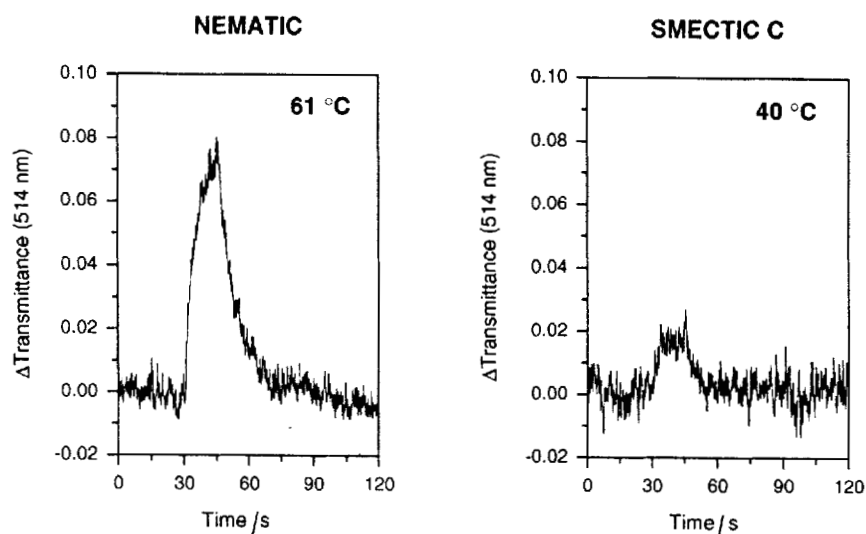 NEMATIC
61 °C
ΔTransmittance (514 nm)
0.10
0.08
0.06
0.04
0.02
0.00
-0.02
0 30 60 90 120
Time /s
SMECTIC C
40 °C
ΔTransmittance (514 nm)
0.10
0.08
0.06
0.04
0.02
0.00
-0.02
0 30 60 90 120
Time /s